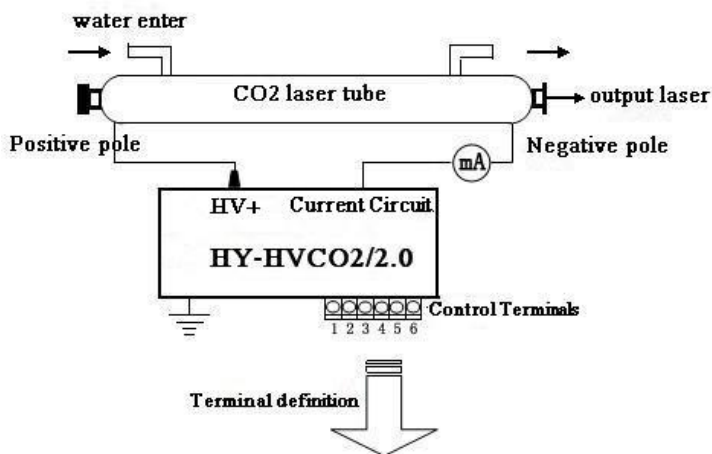 water enter
CO2 laser tube
output laser
Positive pole
Negative pole
mA
HV+
Current Circuit
HY-HVCO2/2.0
Control Terminals
1 2 3 4 5 6
Terminal definition